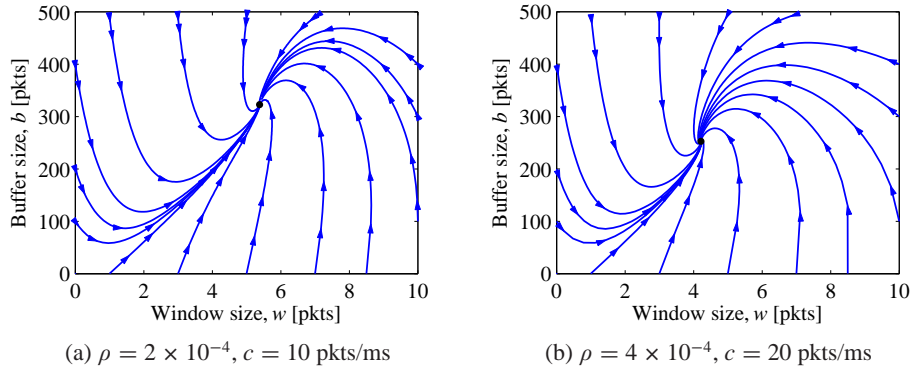 500
400
300
200
100
0
Buffer size, b [pkts]
0 2 4 6 8 10
Window size, w [pkts]
(a) ρ = 2 × 10⁻⁴, c = 10 pkts/ms
500
400
300
200
100
0
Buffer size, b [pkts]
0 2 4 6 8 10
Window size, w [pkts]
(b) ρ = 4 × 10⁻⁴, c = 20 pkts/ms